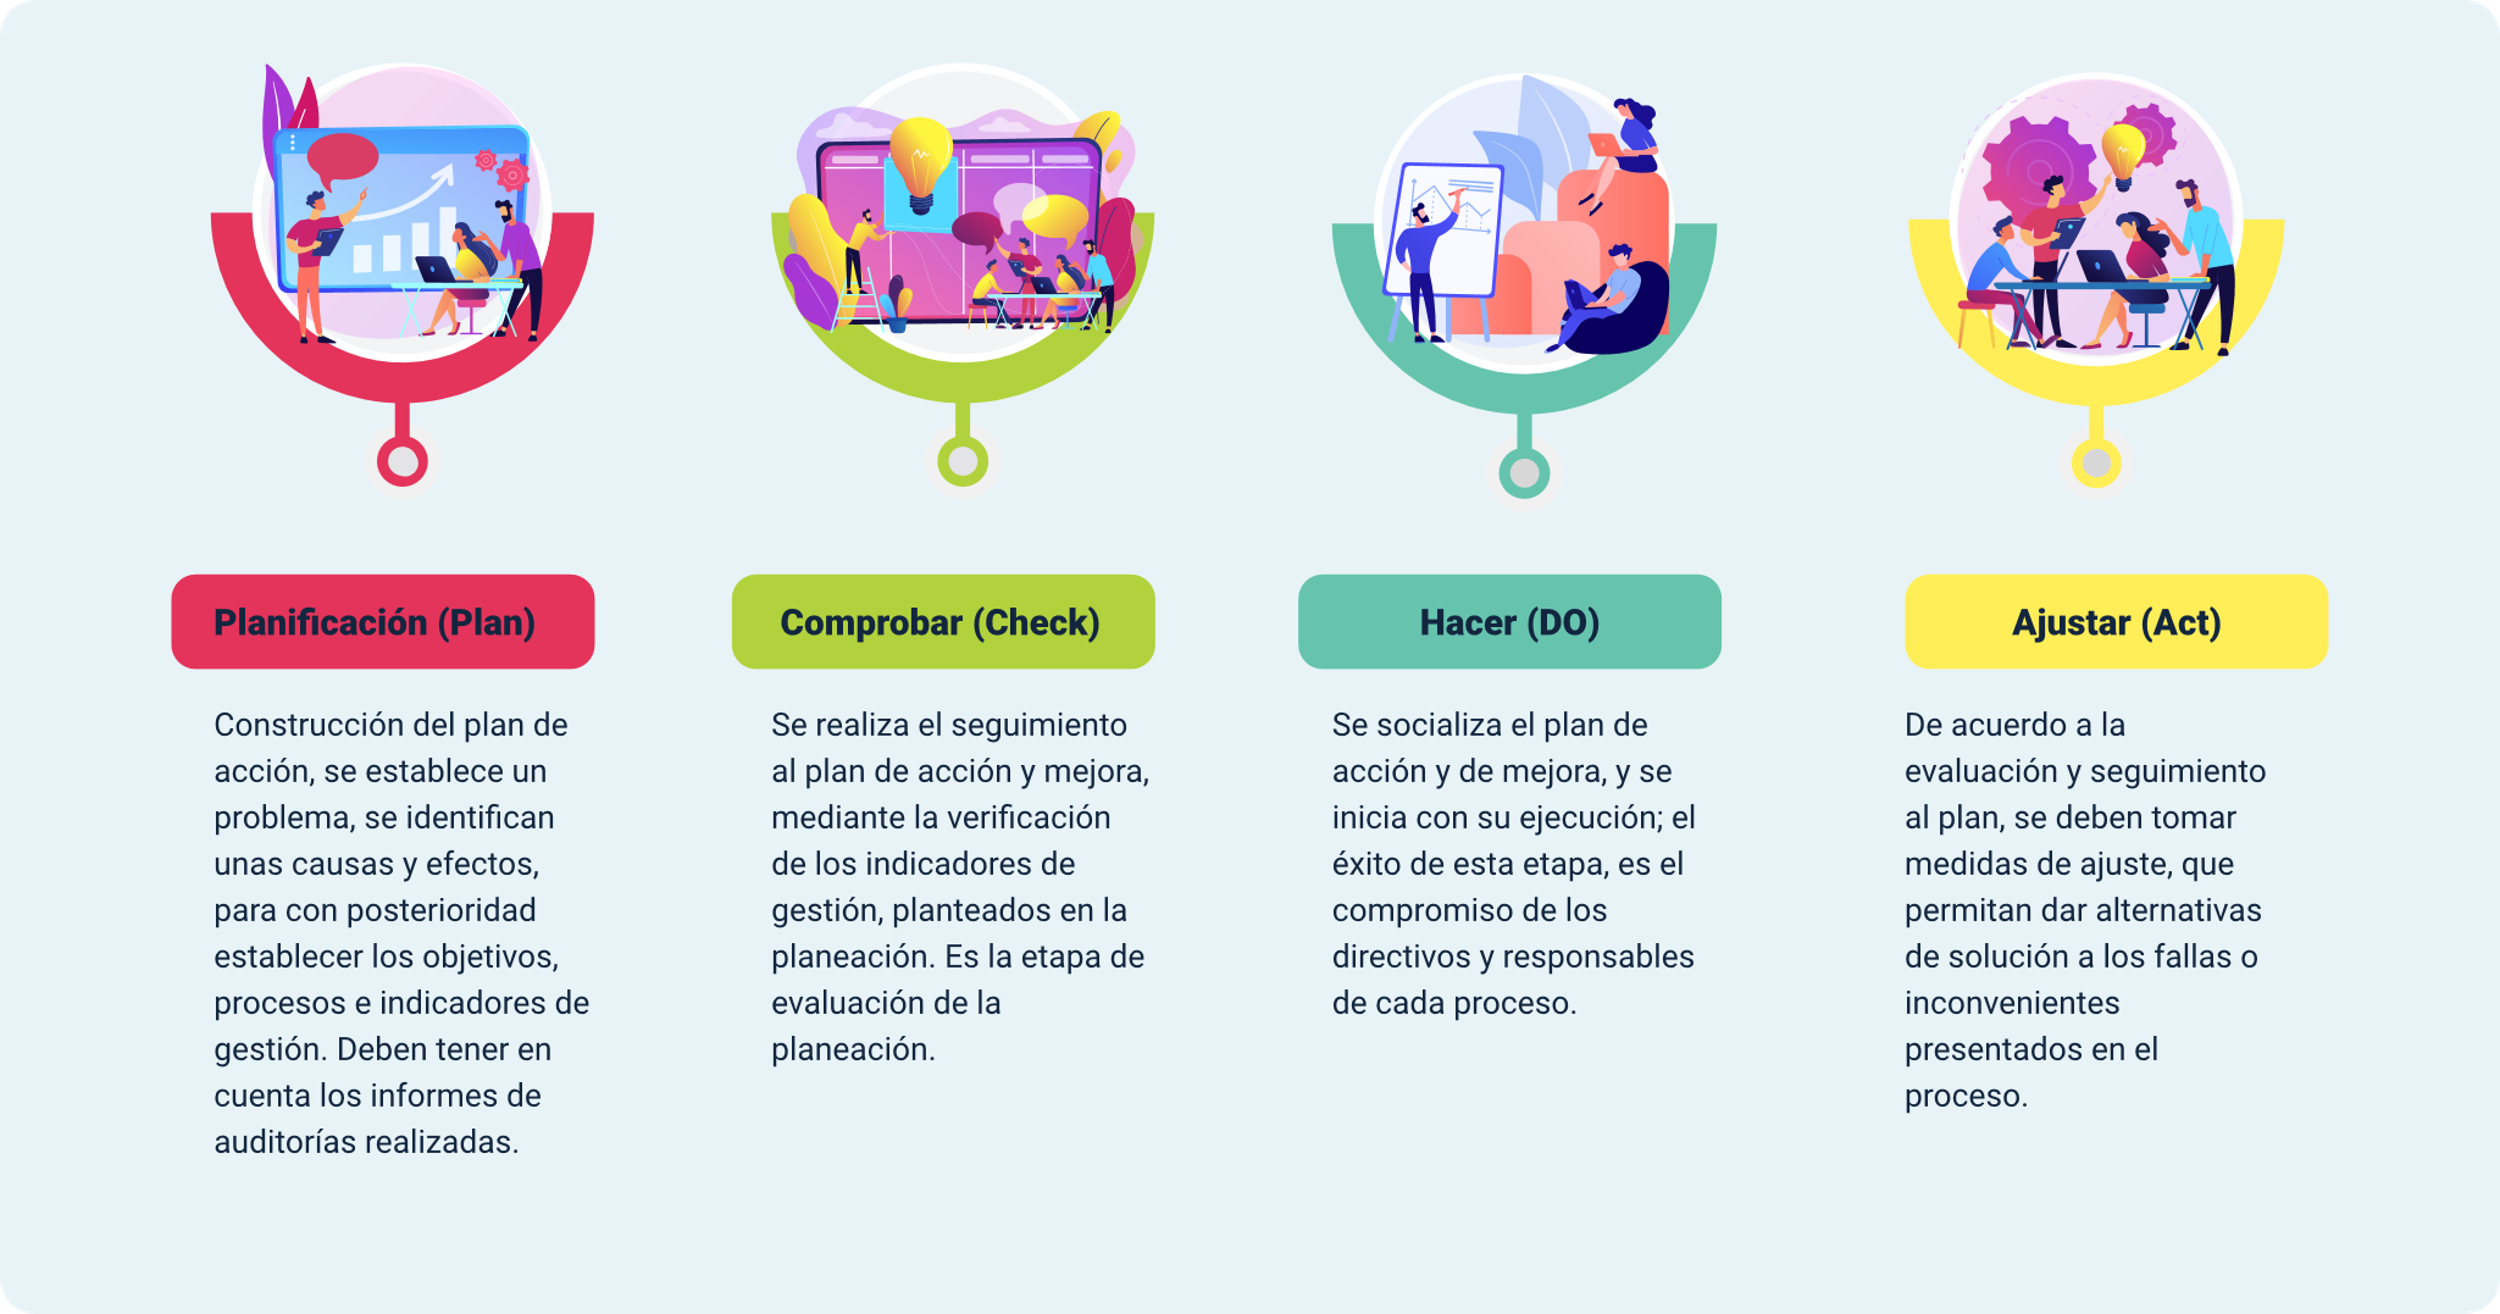 Planificación (Plan)
Construcción del plan de
acción, se establece un
problema, se identifican
unas causas y efectos,
para con posterioridad
establecer los objetivos,
procesos e indicadores de
gestión. Deben tener en
cuenta los informes de
auditorías realizadas.
Comprobar (Check)
Se realiza el seguimiento
al plan de acción y mejora,
mediante la verificación
de los indicadores de
gestión, planteados en la
planeación. Es la etapa de
evaluación de la
planeación.
Hacer (DO)
Se socializa el plan de
acción y de mejora, y se
inicia con su ejecución; el
éxito de esta etapa, es el
compromiso de los
directivos y responsables
de cada proceso.
Ajustar (Act)
De acuerdo a la
evaluación y seguimiento
al plan, se deben tomar
medidas de ajuste, que
permitan dar alternativas
de solución a los fallas o
inconvenientes
presentados en el
proceso.